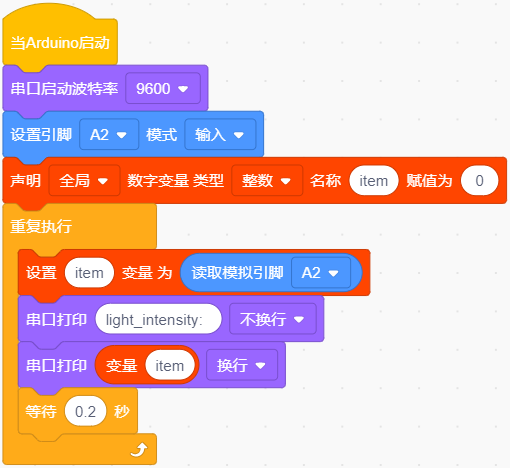 当Arduino启动
串口启动波特率 9600
设置引脚 A2 模式 输入
声明 全局 数字变量 类型 整数 名称 item 赋值为 0
重复执行
设置 item 变量 为 读取模拟引脚 A2
串口打印 light_intensity: 不换行
串口打印 变量 item 换行
等待 0.2 秒